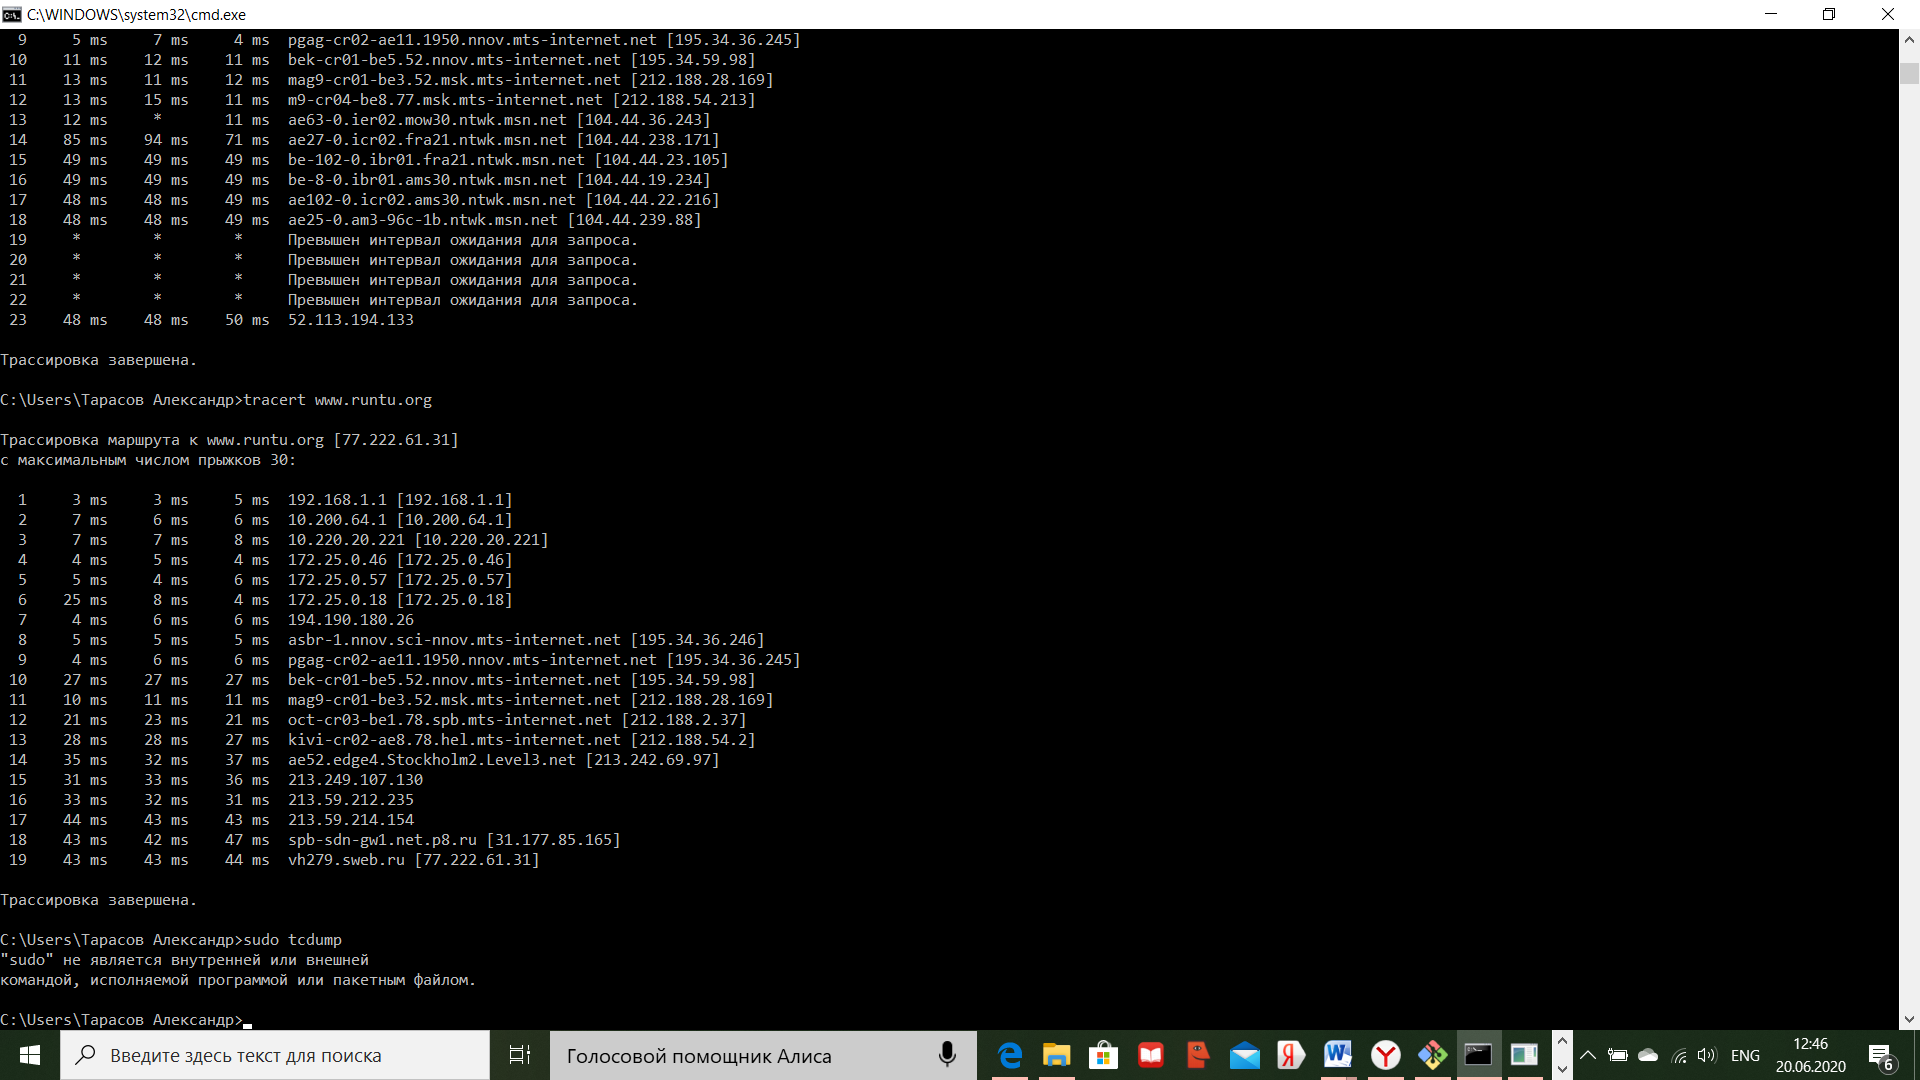 C:\WINDOWS\system32\cmd.exe
9 5 ms 7 ms 4 ms pgag-cr02-ae11.1950.nnov.mts-internet.net [195.34.36.245]
10 11 ms 12 ms 11 ms bek-cr01-be5.52.nnov.mts-internet.net [195.34.59.98]
11 13 ms 11 ms 12 ms mag9-cr01-be3.52.msk.mts-internet.net [212.188.28.169]
12 13 ms 15 ms 11 ms m9-cr04-be8.77.msk.mts-internet.net [212.188.54.213]
13 12 ms * 11 ms ae63-0.ier02.mow30.ntwk.msn.net [104.44.36.243]
14 85 ms 94 ms 71 ms ae27-0.icr02.fra21.ntwk.msn.net [104.44.238.171]
15 49 ms 49 ms 49 ms be-102-0.ibr01.fra21.ntwk.msn.net [104.44.23.105]
16 49 ms 49 ms 49 ms be-8-0.ibr01.ams30.ntwk.msn.net [104.44.19.234]
17 48 ms 48 ms 49 ms ae102-0.icr02.ams30.ntwk.msn.net [104.44.22.216]
18 48 ms 48 ms 49 ms ae25-0.am3-96c-1b.ntwk.msn.net [104.44.239.88]
19 * * * Превышен интервал ожидания для запроса.
20 * * * Превышен интервал ожидания для запроса.
21 * * * Превышен интервал ожидания для запроса.
22 * * * Превышен интервал ожидания для запроса.
23 48 ms 48 ms 50 ms 52.113.194.133
Трассировка завершена.
C:\Users\Тарасов Александр>tracert www.runtu.org
Трассировка маршрута к www.runtu.org [77.222.61.31]
с максимальным числом прыжков 30:
1 3 ms 3 ms 5 ms 192.168.1.1 [192.168.1.1]
2 7 ms 6 ms 6 ms 10.200.64.1 [10.200.64.1]
3 7 ms 7 ms 8 ms 10.220.20.221 [10.220.20.221]
4 4 ms 5 ms 4 ms 172.25.0.46 [172.25.0.46]
5 5 ms 4 ms 6 ms 172.25.0.57 [172.25.0.57]
6 25 ms 8 ms 4 ms 172.25.0.18 [172.25.0.18]
7 4 ms 6 ms 6 ms 194.190.180.26
8 5 ms 5 ms 5 ms asbr-1.nnov.sci-nnov.mts-internet.net [195.34.36.246]
9 4 ms 6 ms 6 ms pgag-cr02-ae11.1950.nnov.mts-internet.net [195.34.36.245]
10 27 ms 27 ms 27 ms bek-cr01-be5.52.nnov.mts-internet.net [195.34.59.98]
11 10 ms 11 ms 11 ms mag9-cr01-be3.52.msk.mts-internet.net [212.188.28.169]
12 21 ms 23 ms 21 ms oct-cr03-be1.78.spb.mts-internet.net [212.188.2.37]
13 28 ms 28 ms 27 ms kivi-cr02-ae8.78.hel.mts-internet.net [212.188.54.2]
14 35 ms 32 ms 37 ms ae52.edge4.Stockholm2.Level3.net [213.242.69.97]
15 31 ms 33 ms 36 ms 213.249.107.130
16 33 ms 32 ms 31 ms 213.59.212.235
17 44 ms 43 ms 43 ms 213.59.214.154
18 43 ms 42 ms 47 ms spb-sdn-gw1.net.p8.ru [31.177.85.165]
19 43 ms 43 ms 44 ms vh279.sweb.ru [77.222.61.31]
Трассировка завершена.
C:\Users\Тарасов Александр>sudo tcdump
"sudo" не является внутренней или внешней
командой, исполняемой программой или пакетным файлом.
C:\Users\Тарасов Александр>
Введите здесь текст для поиска
Голосовой помощник Алиса
ENG
12:46
20.06.2020
6